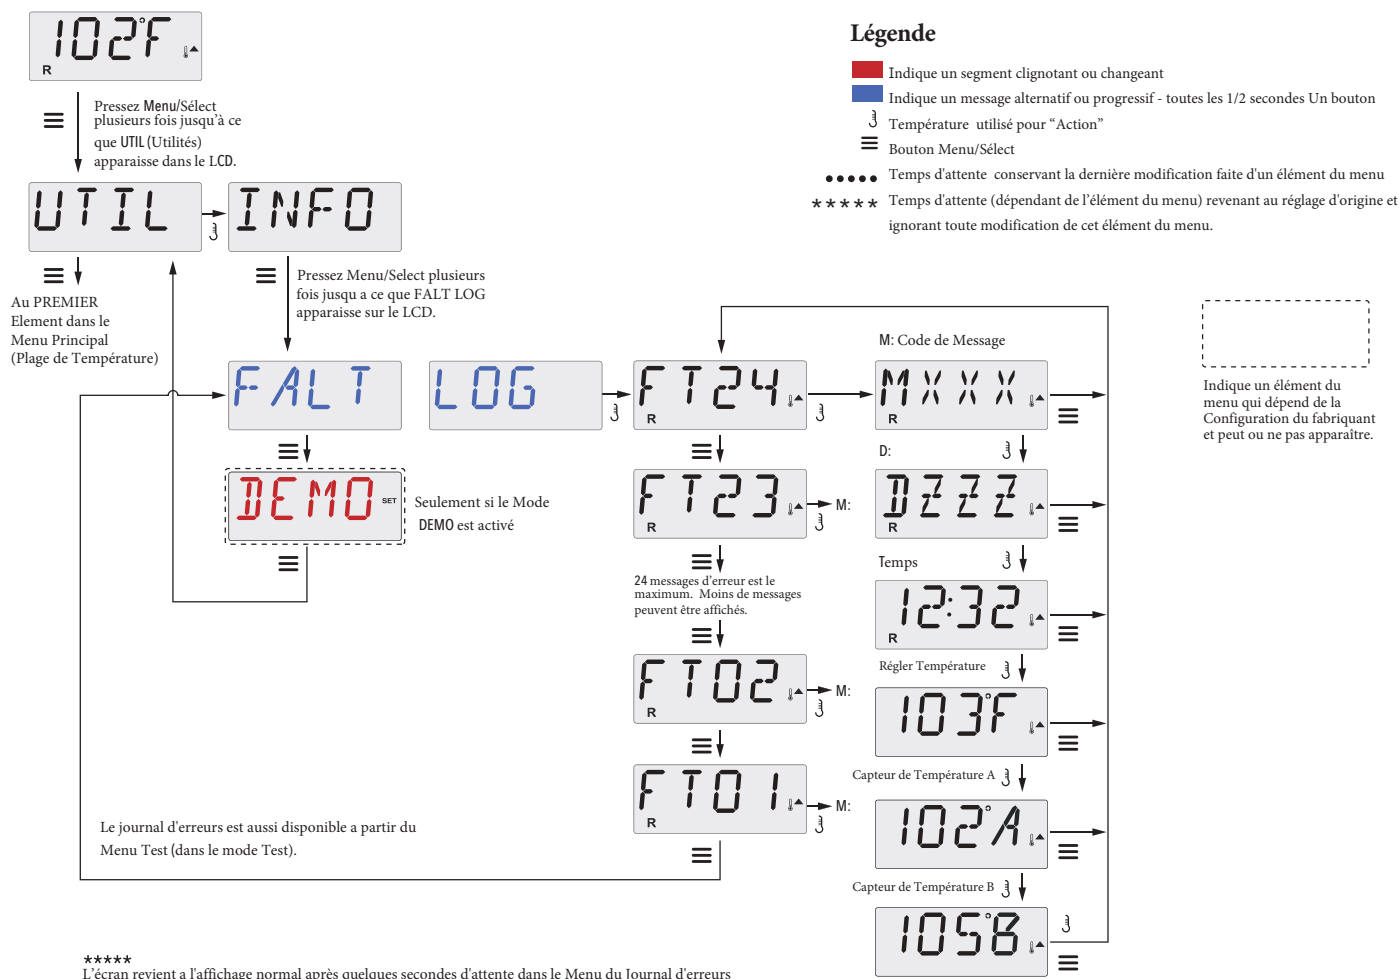 102°F
R
Légende
Indique un segment clignotant ou changeant
Indique un message alternatif ou progressif - toutes les 1/2 secondes Un bouton
Température utilisé pour “Action”
Bouton Menu/Sélect
••••• Temps d'attente conservant la dernière modification faite d'un élément du menu
***** Temps d'attente (dépendant de l'élément du menu) revenant au réglage d'origine et
ignorant toute modification de cet élément du menu.
Pressez Menu/Sélect
plusieurs fois jusqu'à ce
que UTIL (Utilités)
apparaisse dans le LCD.
UTIL
INFO
Au PREMIER
Element dans le
Menu Principal
(Plage de Température)
Pressez Menu/Select plusieurs
fois jusqu a ce que FALT LOG
apparaisse sur le LCD.
Indique un élément du
menu qui dépend de la
Configuration du fabriquant
et peut ou ne pas apparaître.
FALT
LOG
FT24
R
M: Code de Message
MXXX
R
DEMO
SET
Seulement si le Mode
DEMO est activé
FT23
R
M:
D:
DZZZ
R
24 messages d'erreur est le
maximum. Moins de messages
peuvent être affichés.
Temps
12:32
R
FT02
R
M:
Régler Température
103°F
FT01
R
M:
Capteur de Température A
102°A
Le journal d'erreurs est aussi disponible a partir du
Menu Test (dans le mode Test).
Capteur de Température B
105°B
*****
L'écran revient a l'affichage normal après quelques secondes d'attente dans le Menu du Journal d'erreurs